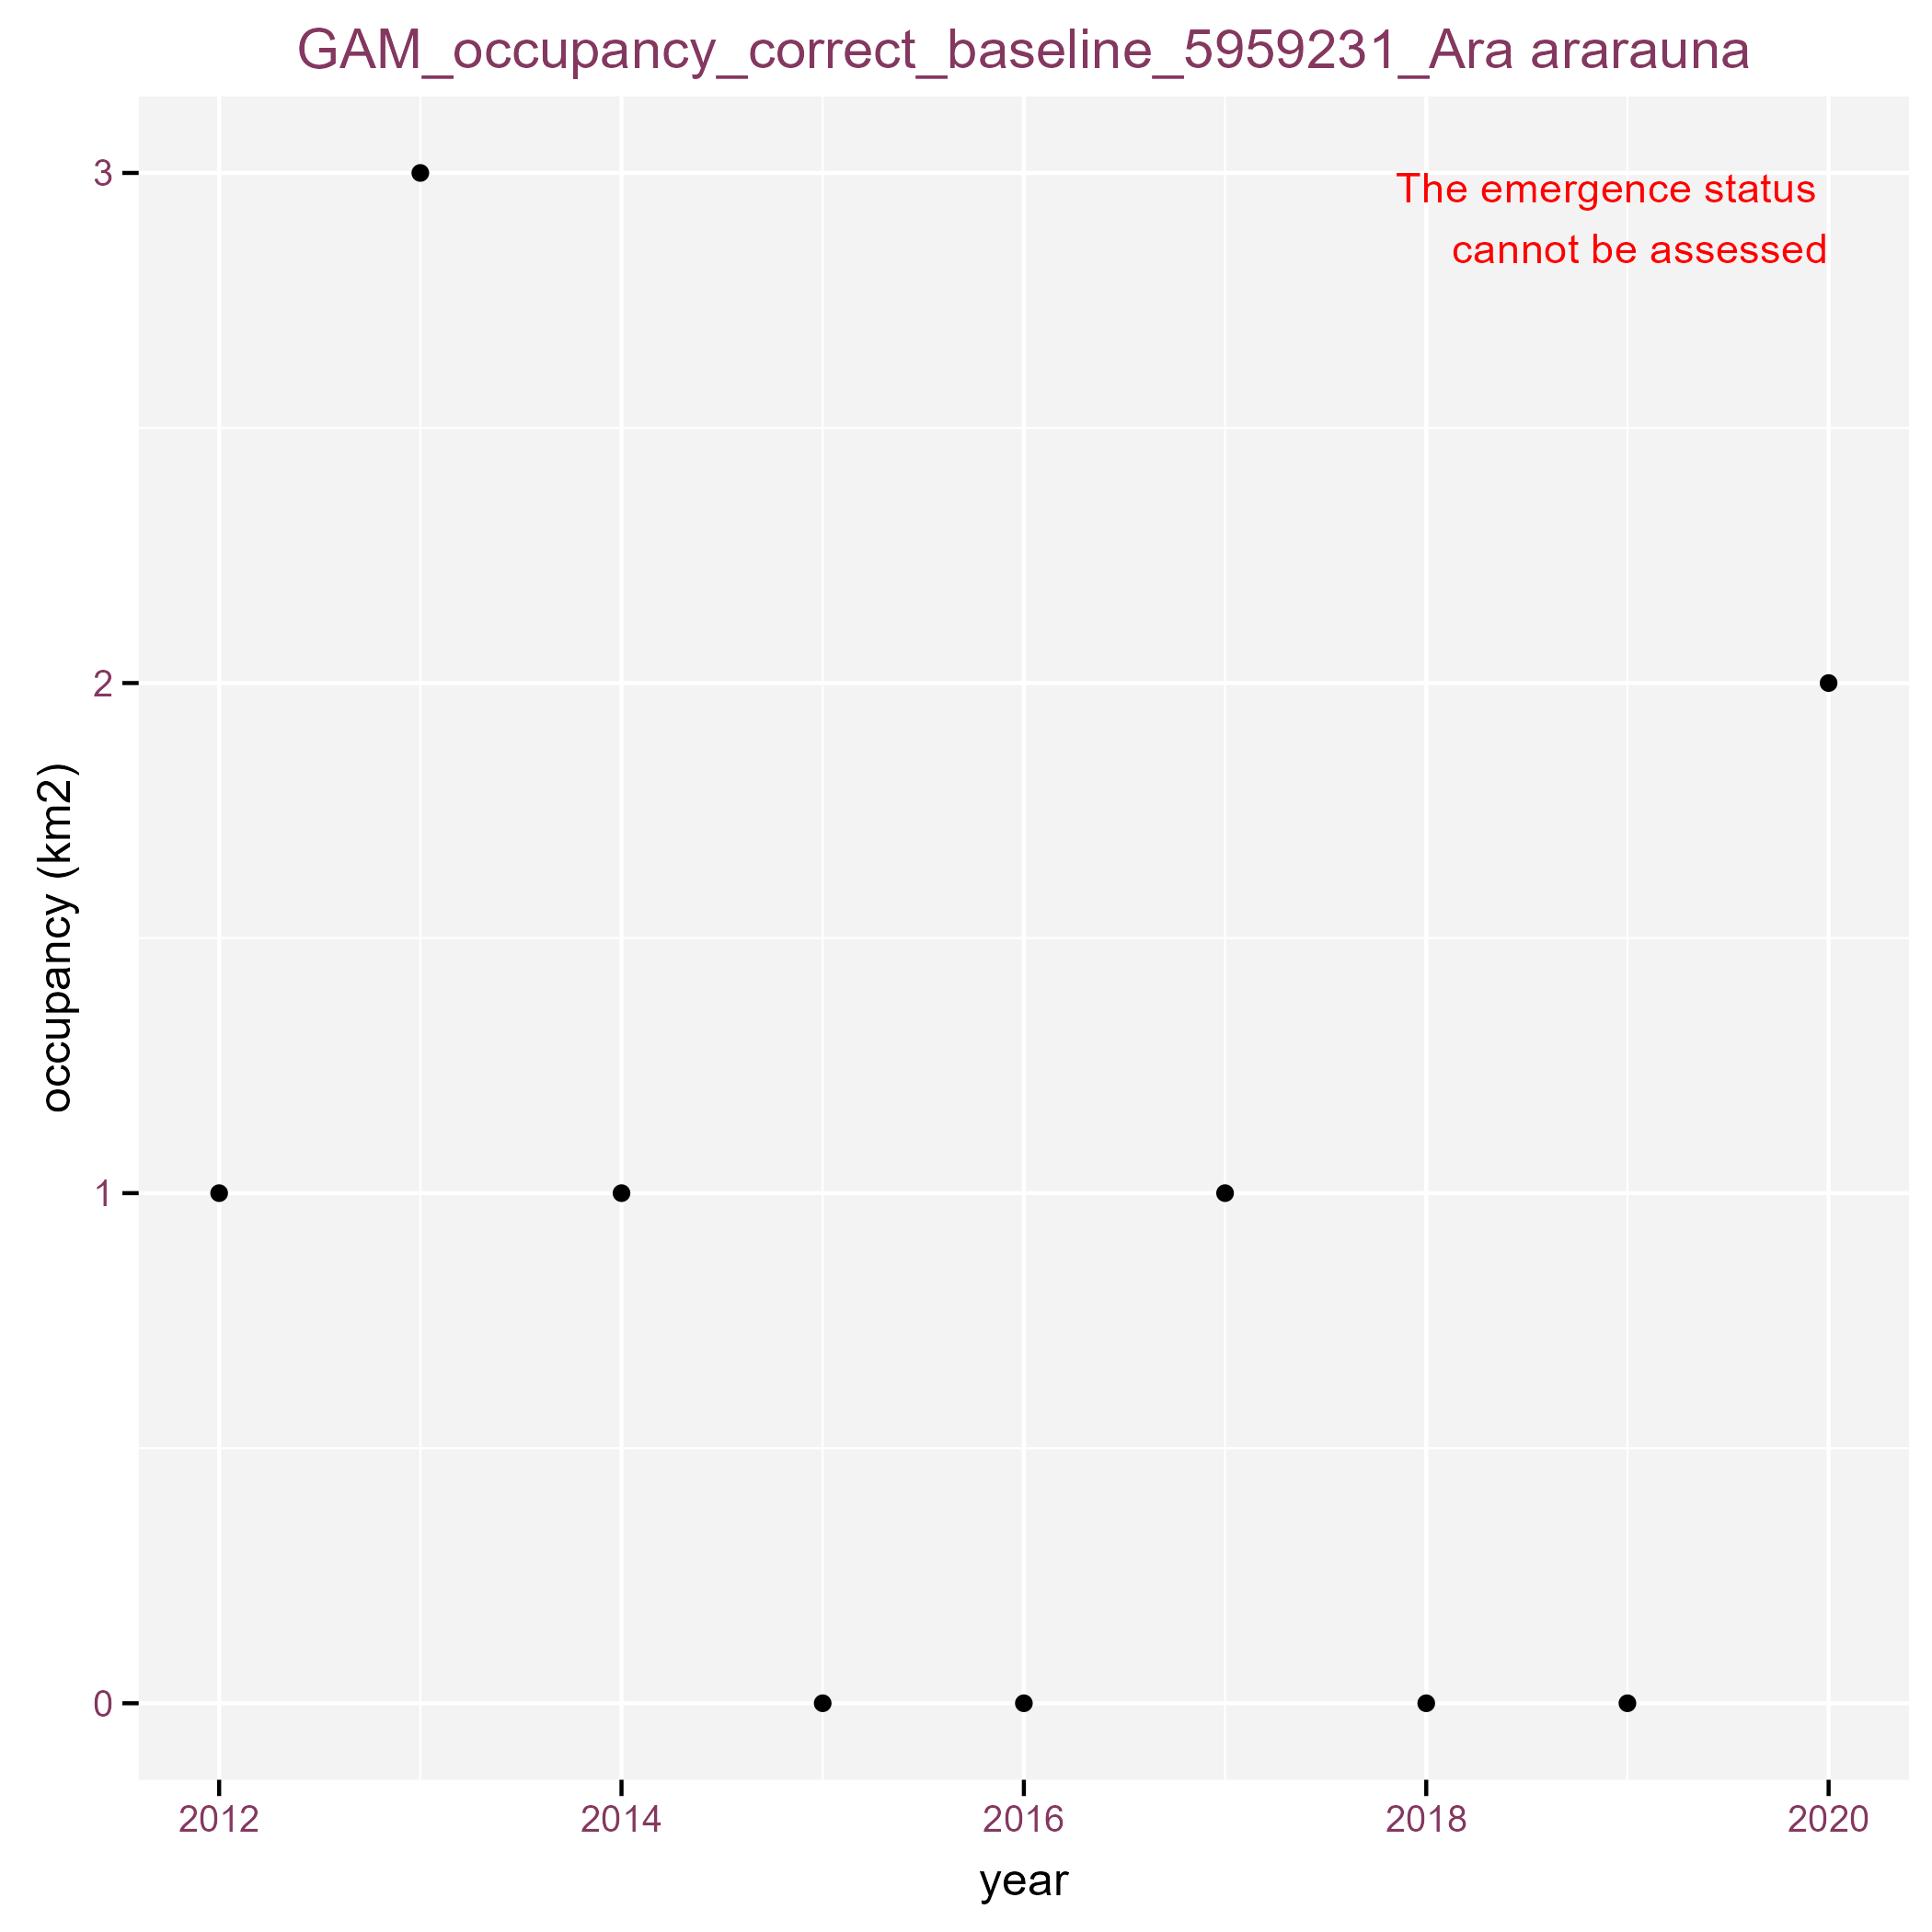 GAM_occupancy_correct_baseline_5959231_Ara ararauna
3
The emergence status
cannot be assessed
2
occupancy (km2)
1
0
2012 2014 2016 2018 2020
year